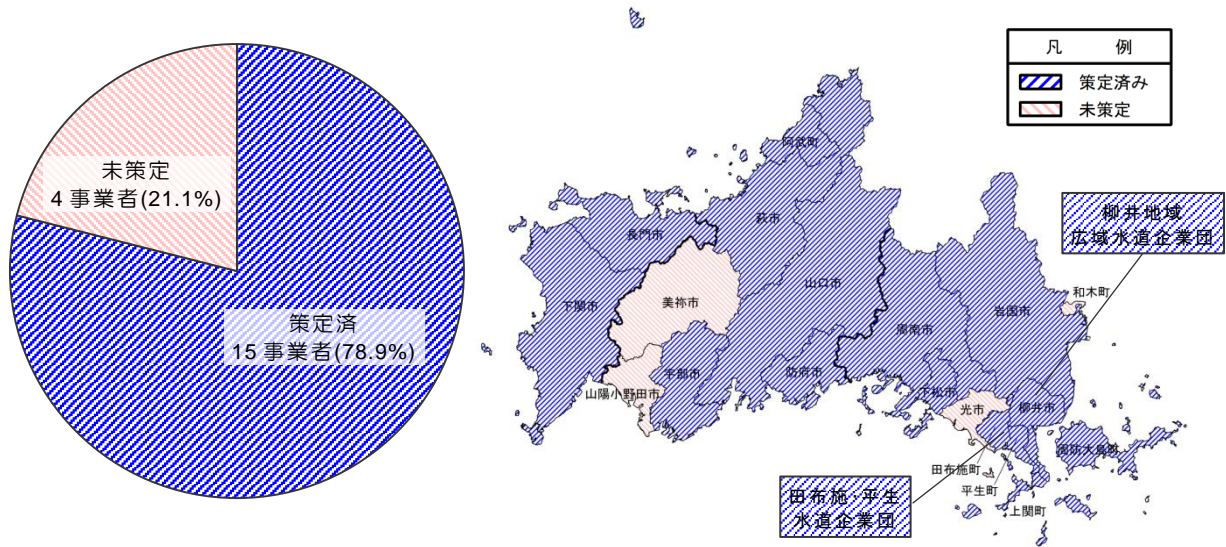 未策定
4 事業者(21.1%)
策定済
15 事業者(78.9%)
凡 例
策定済み
未策定
阿武町
萩市
長門市
美祢市
下関市
山口市
山陽小野田市
宇部市
防府市
周南市
下松市
光市
岩国市
和木町
柳井市
周防大島町
田布施町
平生町
上関町
柳井地域
広域水道企業団
田布施・平生
水道企業団